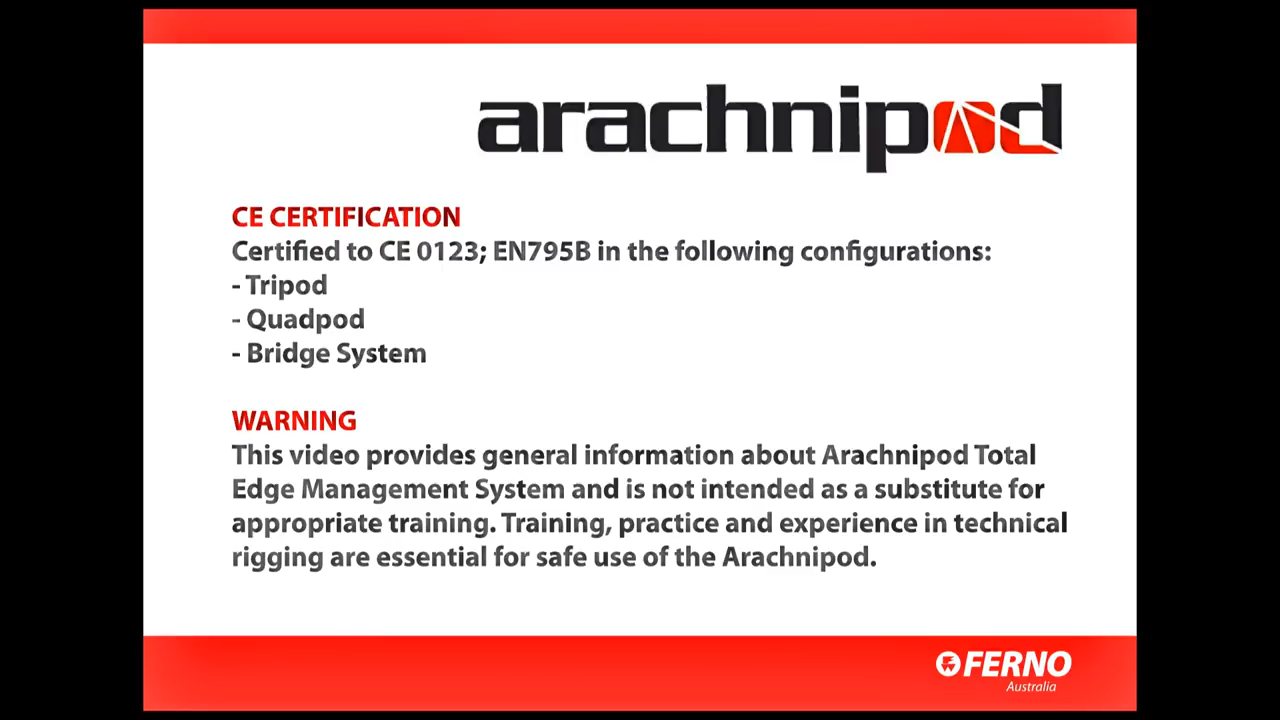 arachnipod
CE CERTIFICATION
Certified to CE 0123; EN795B in the following configurations:
- Tripod
- Quadpod
- Bridge System
WARNING
This video provides general information about Arachnipod Total
Edge Management System and is not intended as a substitute for
appropriate training. Training, practice and experience in technical
rigging are essential for safe use of the Arachnipod.
FERNO
Australia